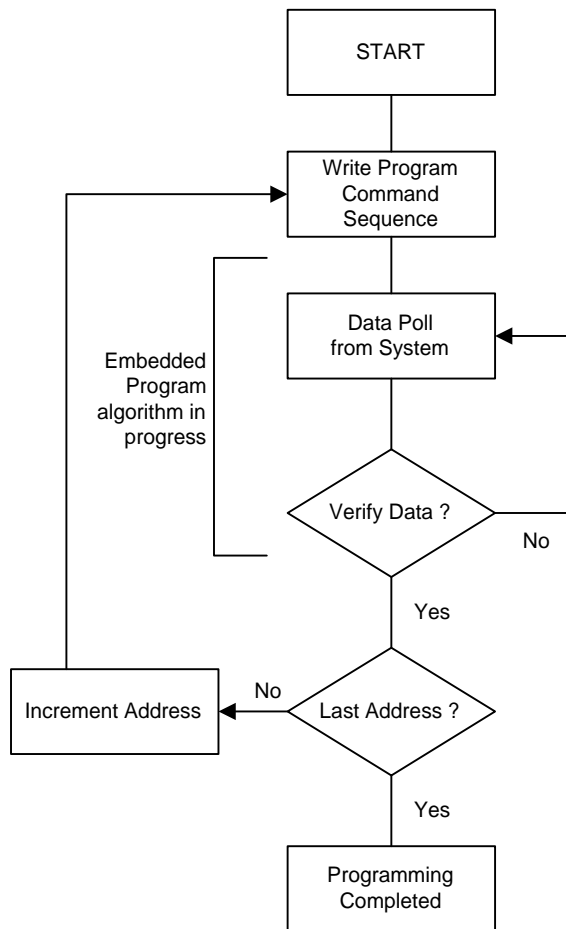 START
Write Program
Command
Sequence
Data Poll
from System
Embedded
Program
algorithm in
progress
Verify Data ?
No
Yes
Increment Address
No
Last Address ?
Yes
Programming
Completed